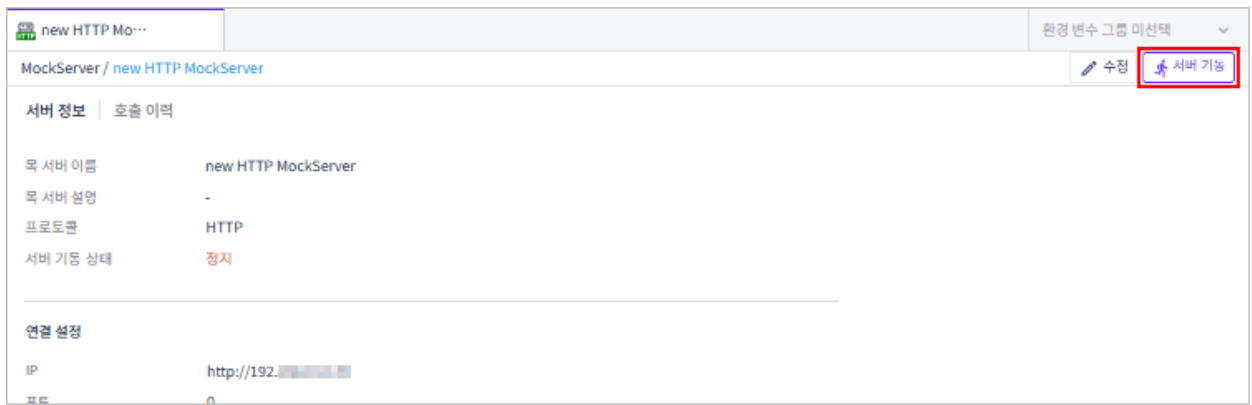 HTTP new HTTP Mo··· 환경 변수 그룹 미선택
MockServer / new HTTP MockServer 수정 서버 기동
서버 정보 호출 이력
목 서버 이름 new HTTP MockServer
목 서버 설명 -
프로토콜 HTTP
서버 기동 상태 정지
연결 설정
IP http://192.
포트 0